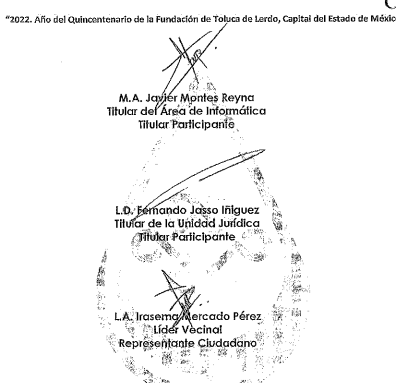 "2022. Año del Quincentenario de la Fundación de Toluca de Lerdo, Capital del Estado de Méxic
M.A. Javier Montes Reyna
Titular del Área de Informática
Titular Participante
L.D. Fernando Jasso Iñiguez
Titular de la Unidad Jurídica
Titular Participante
L.A. Irasema Mercado Pérez
Líder Vecinal
Representante Ciudadano